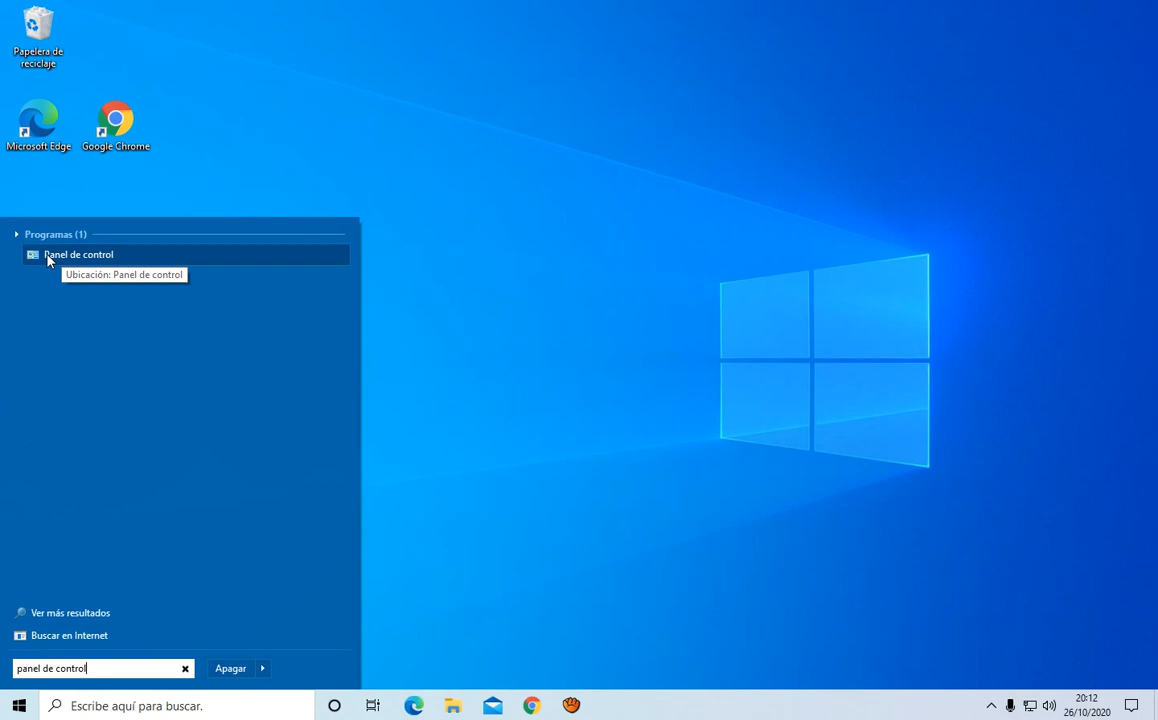 Papelera de
reciclaje
Microsoft Edge
Google Chrome
Programas (1)
Panel de control
Ubicación: Panel de control
Ver más resultados
Buscar en Internet
panel de control
Apagar
Escribe aquí para buscar.
20:12
26/10/2020